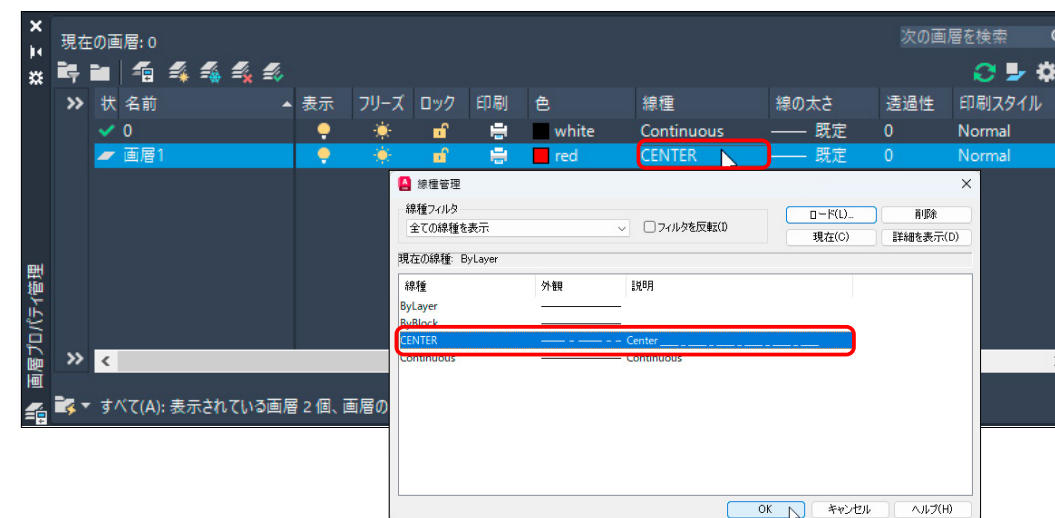 現在の画層: 0
次の画層を検索
状 名前 表示 フリーズ ロック 印刷 色 線種 線の太さ 透過性 印刷スタイル
0 white Continuous 既定 0 Normal
画層1 red CENTER 既定 0 Normal
線種管理
線種フィルタ
全ての線種を表示
フィルタを反転(I)
ロード(L)... 削除
現在(C) 詳細を表示(D)
現在の線種: ByLayer
線種 外観 説明
ByLayer
ByBlock
CENTER Center ____ _ ____ _ ____ _ ____ _ ____ _ ____
Continuous Continuous
OK キャンセル ヘルプ(H)
すべて(A): 表示されている画層 2 個、画層の
画層プロパティ管理